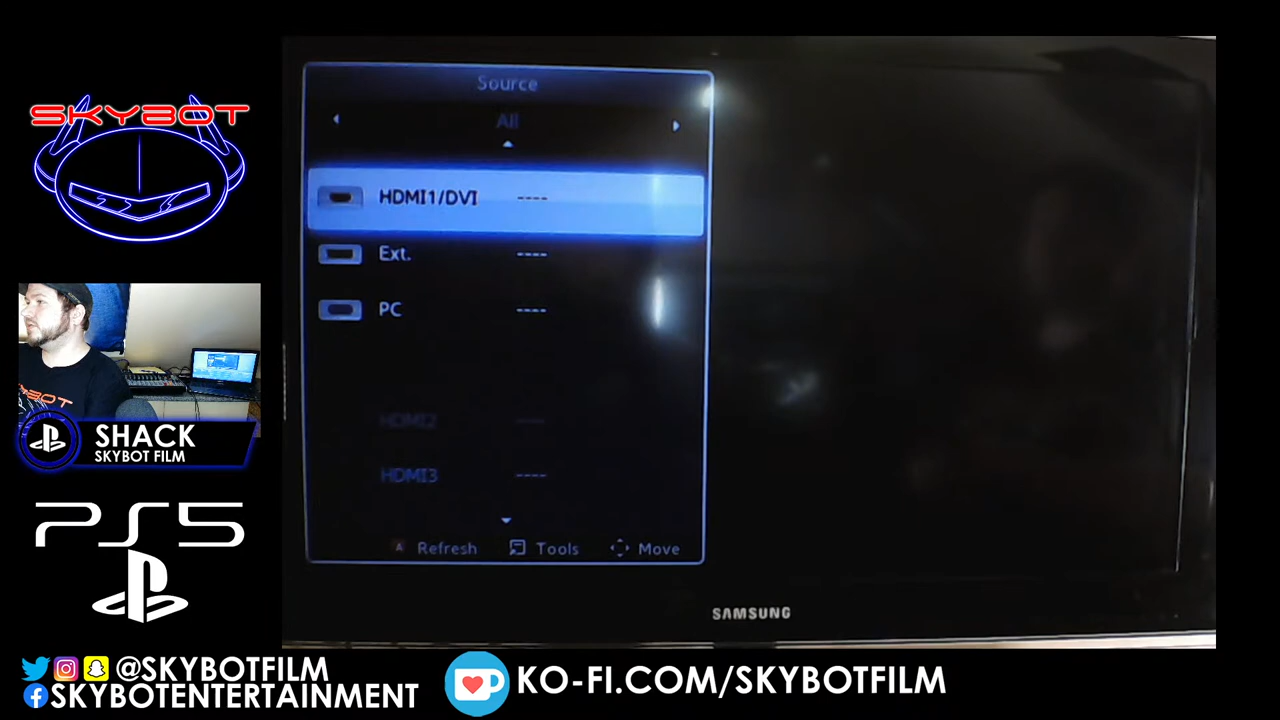 SKYBOT
SHACK
SKYBOT FILM
PS5
Source
All
HDMI1/DVI ----
Ext. ----
PC ----
HDMI2 ----
HDMI3 ----
A Refresh Tools Move
SAMSUNG
@SKYBOTFILM
SKYBOTENTERTAINMENT
KO-FI.COM/SKYBOTFILM